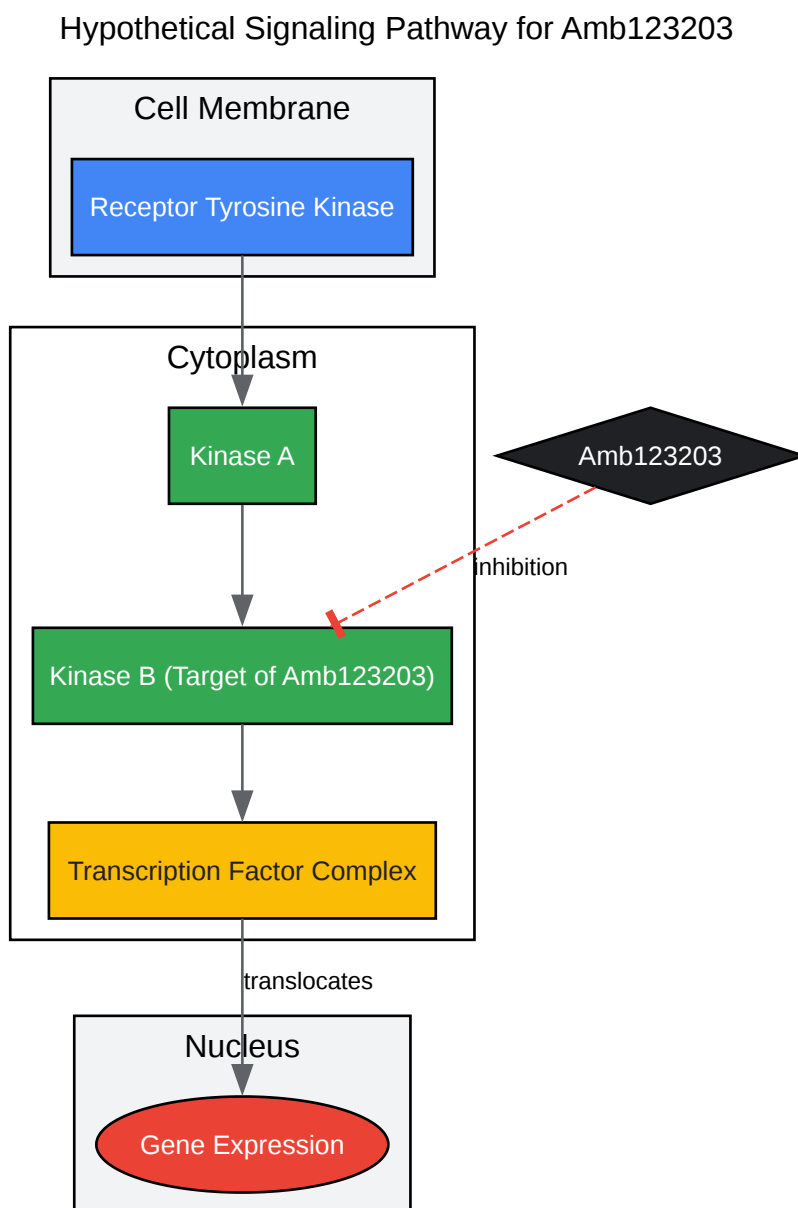 Hypothetical Signaling Pathway for Amb123203
Cell Membrane
Receptor Tyrosine Kinase
Cytoplasm
Kinase A
Amb123203
inhibition
Kinase B (Target of Amb123203)
Transcription Factor Complex
translocates
Nucleus
Gene Expression